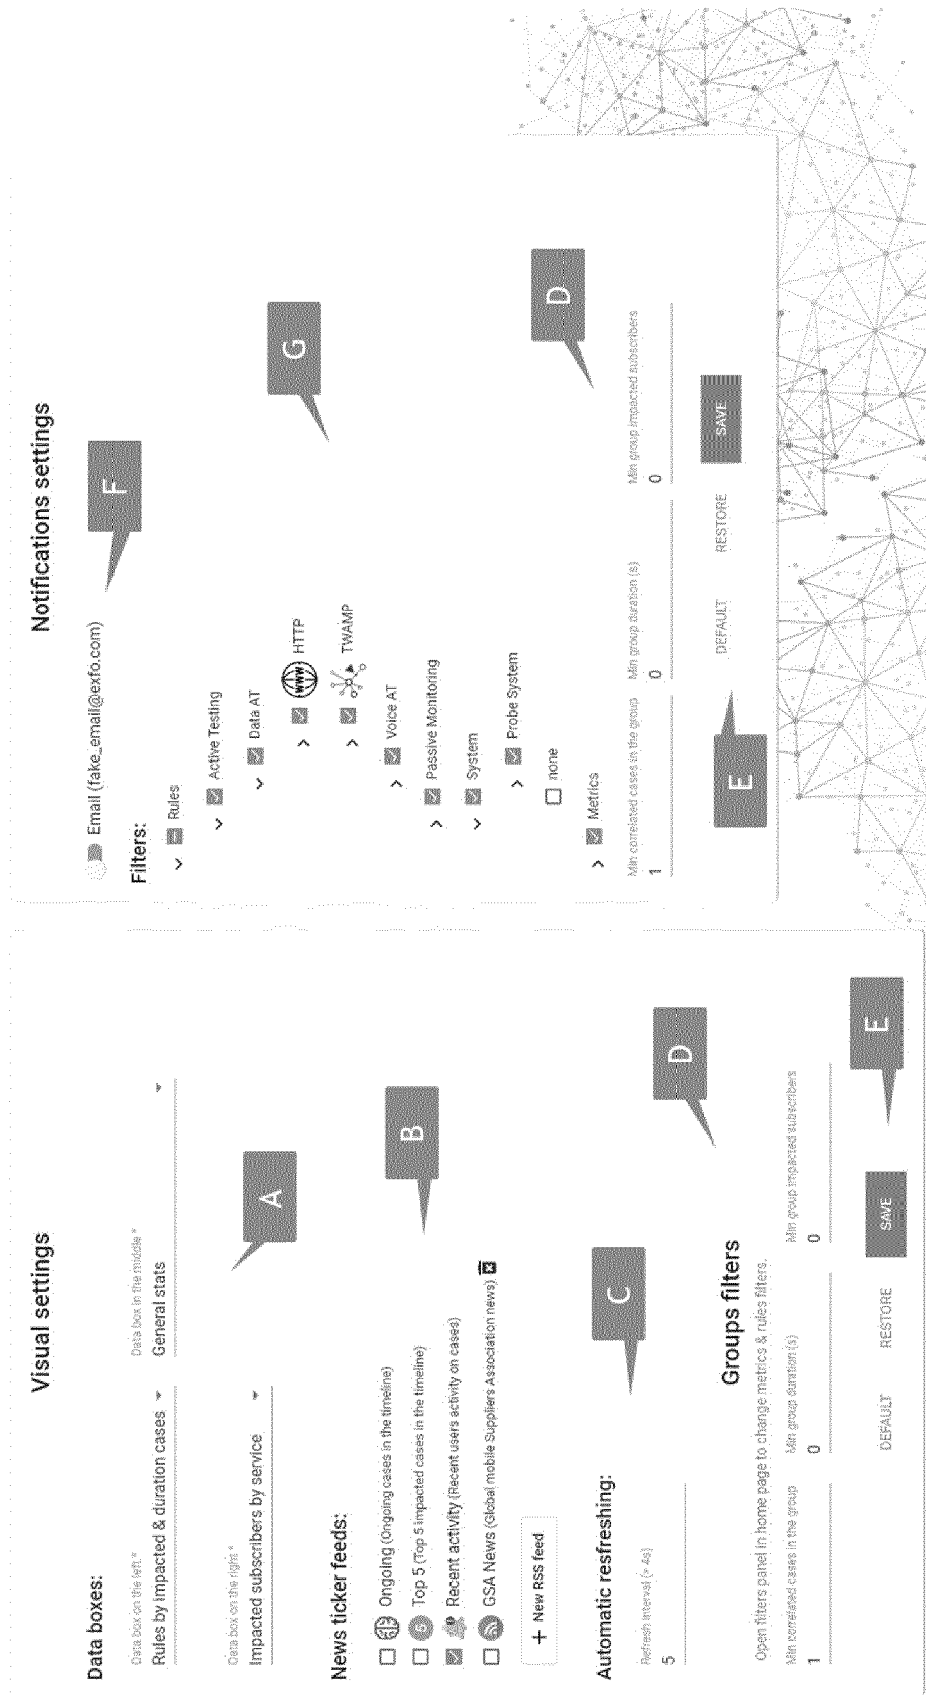 Visual settings
Data boxes:
Data box on the left *
Data box in the middle *
Rules by impacted & duration cases
General stats
Data box on the right *
Impacted subscribers by service
A
News ticker feeds:
Ongoing (Ongoing cases in the timeline)
Top 5 (Top 5 impacted cases in the timeline)
B
Recent activity (Recent users activity on cases)
GSA News (Global mobile Suppliers Association news)
+ New RSS feed
Automatic resfreshing:
C
Refresh interval (> 4s)
5
D
Groups filters
Open filters panel in home page to change metrics & rules filters.
Min correlated cases in the group
Min group duration (s)
Min group impacted subscribers
1
0
0
DEFAULT
RESTORE
SAVE
E
Notifications settings
Email (fake_email@exfo.com)
F
Filters:
Rules
Active Testing
Data AT
G
WWW HTTP
TWAMP
Voice AT
Passive Monitoring
System
Probe System
none
D
Metrics
Min correlated cases in the group
Min group duration (s)
Min group impacted subscribers
1
0
0
E
DEFAULT
RESTORE
SAVE